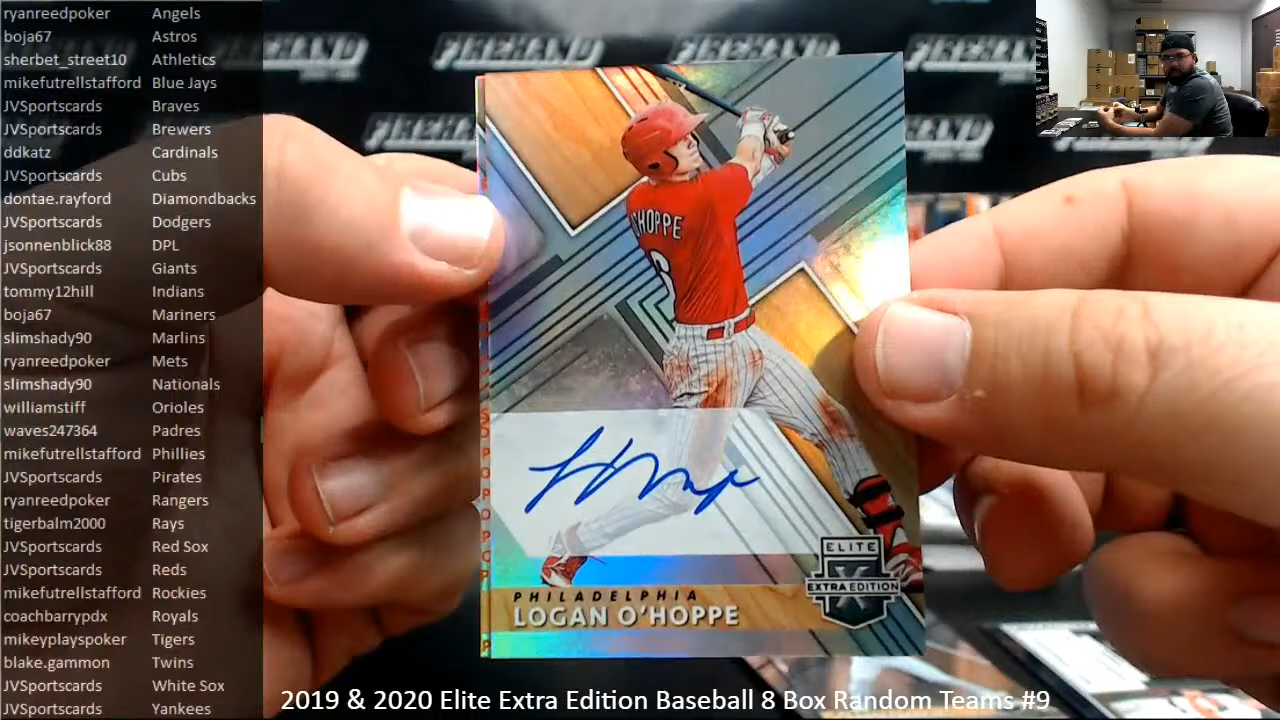 ryanreedpoker Angels
boja67 Astros
sherbet_street10 Athletics
mikefutrellstafford Blue Jays
JVSportscards Braves
JVSportscards Brewers
ddkatz Cardinals
JVSportscards Cubs
dontae.rayford Diamondbacks
JVSportscards Dodgers
jsonnenblick88 DPL
JVSportscards Giants
tommy12hill Indians
boja67 Mariners
slimshady90 Marlins
ryanreedpoker Mets
slimshady90 Nationals
williamstiff Orioles
waves247364 Padres
mikefutrellstafford Phillies
JVSportscards Pirates
ryanreedpoker Rangers
tigerbalm2000 Rays
JVSportscards Red Sox
JVSportscards Reds
mikefutrellstafford Rockies
coachbarrypdx Royals
mikeyplayspoker Tigers
blake.gammon Twins
JVSportscards White Sox
JVSportscards Yankees
FIREHAND
FIREHAND
FIREHAND
HOPPE
ELITE
EXTRA EDITION
X
PHILADELPHIA
LOGAN O'HOPPE
2019 & 2020 Elite Extra Edition Baseball 8 Box Random Teams #9